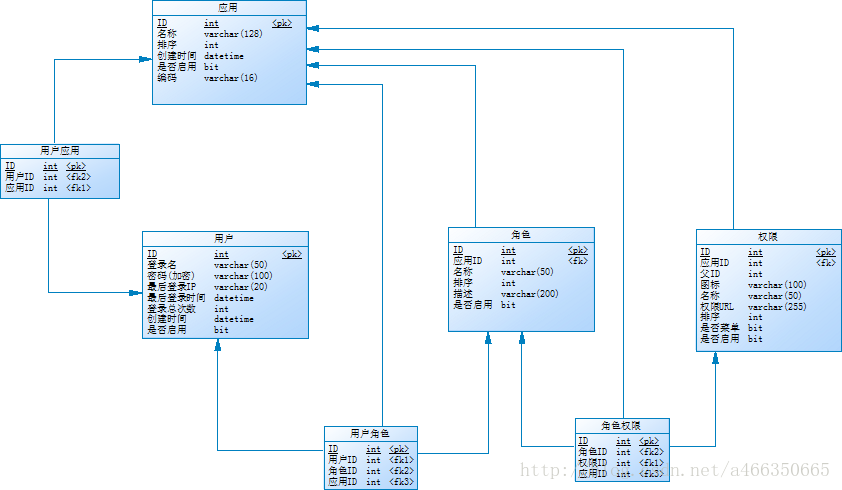 应用
ID int <pk>
名称 varchar(128)
排序 int
创建时间 datetime
是否启用 bit
编码 varchar(16)
用户应用
ID int <pk>
用户ID int <fk2>
应用ID int <fk1>
用户
ID int <pk>
登录名 varchar(50)
密码(加密) varchar(100)
最后登录IP varchar(20)
最后登录时间 datetime
登录总次数 int
创建时间 datetime
是否启用 bit
角色
ID int <pk>
应用ID int <fk>
名称 varchar(50)
排序 int
描述 varchar(200)
是否启用 bit
权限
ID int <pk>
应用ID int <fk>
父ID int
图标 varchar(100)
名称 varchar(50)
权限URL varchar(255)
排序 int
是否菜单 bit
是否启用 bit
用户角色
ID int <pk>
用户ID int <fk1>
角色ID int <fk2>
应用ID int <fk3>
角色权限
ID int <pk>
角色ID int <fk2>
权限ID int <fk1>
应用ID int <fk3>
n.net/a466350665